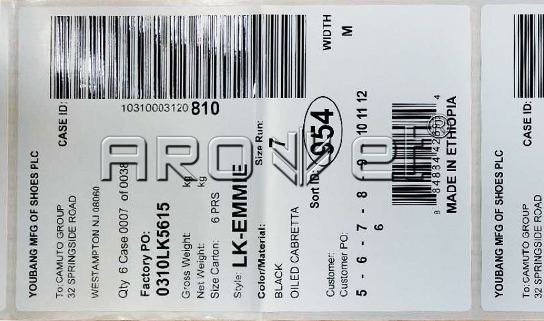 YOUBANG MFG OF SHOES PLC
To:CAMUTO GROUP
32 SPRINGSIDE ROAD
WESTAMPTON NJ 08060
CASE ID:
10310003120 810
Qty 6 Case 0007 of 0038
Factory PO:
0310LK5615
Gross Weight: kg
Net Weight: kg
Size Carton: 6 PRS
Style: LK-EMMIE
Color/Material:
BLACK
OILED CABRETTA
Size Run:
7
Sort ID: 954
WIDTH
M
Customer:
Customer PO:
5 - 6 - 7 - 8 - 9 - 10 11 12
6
MADE IN ETHIOPIA
YOUBANG MFG OF SHOES PLC
To:CAMUTO GROUP
32 SPRINGSIDE ROAD
CASE ID: